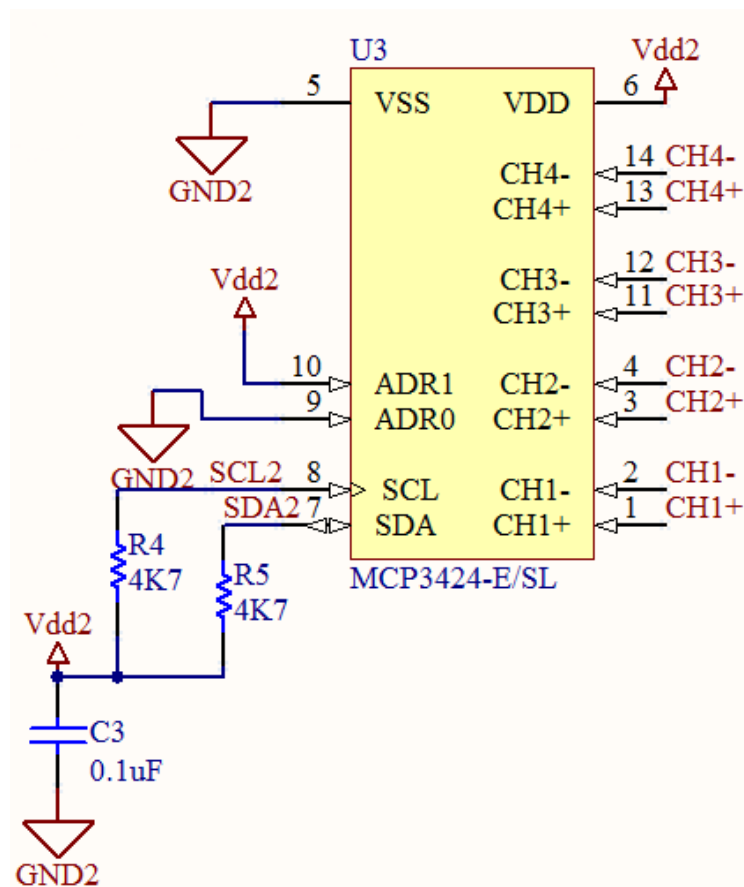 U3
Vdd2
5 VSS VDD 6
GND2
CH4- 14 CH4-
CH4+ 13 CH4+
CH3- 12 CH3-
CH3+ 11 CH3+
Vdd2
10 ADR1 CH2- 4 CH2-
9 ADR0 CH2+ 3 CH2+
GND2
SCL2 8 SCL CH1- 2 CH1-
SDA2 7 SDA CH1+ 1 CH1+
R4
4K7
R5
4K7
MCP3424-E/SL
Vdd2
C3
0.1uF
GND2